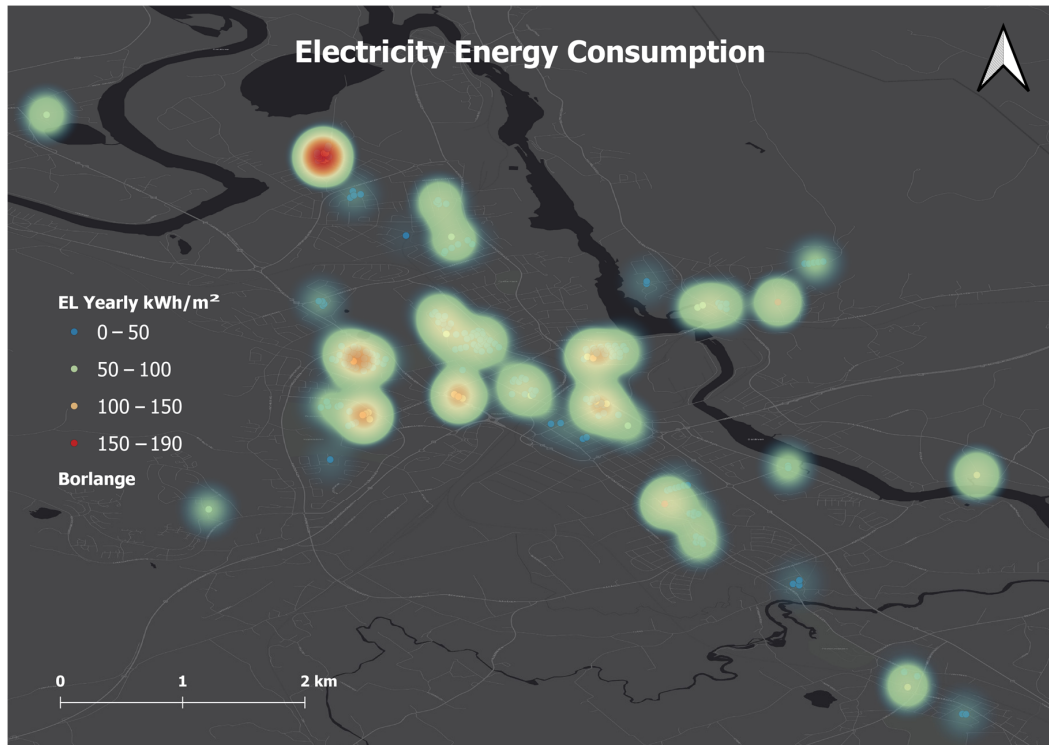 Electricity Energy Consumption
EL Yearly kWh/m²
0 – 50
50 – 100
100 – 150
150 – 190
Borlange
0 1 2 km